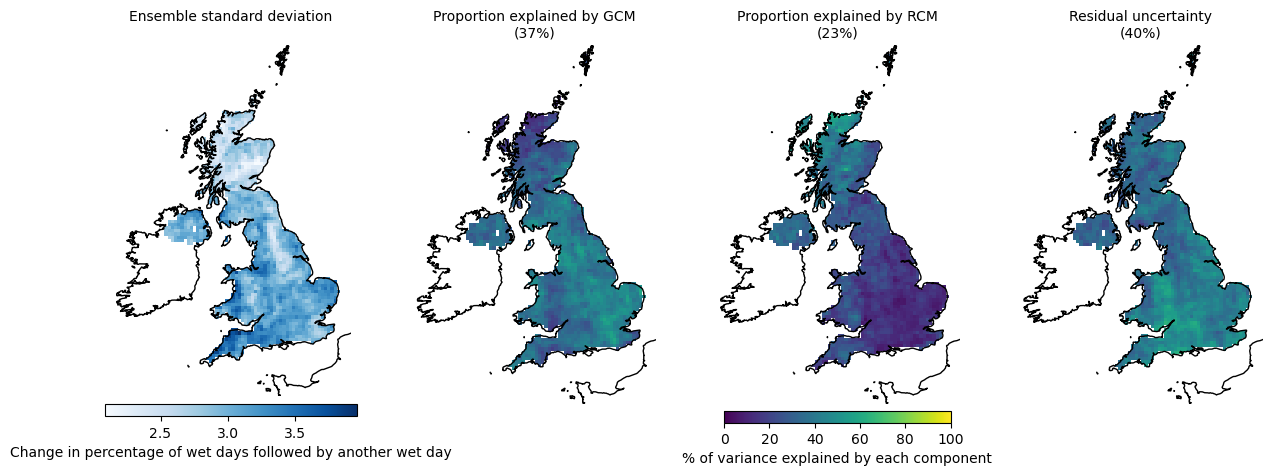 Ensemble standard deviation
Proportion explained by GCM
(37%)
Proportion explained by RCM
(23%)
Residual uncertainty
(40%)
2.5 3.0 3.5
Change in percentage of wet days followed by another wet day
0 20 40 60 80 100
% of variance explained by each component